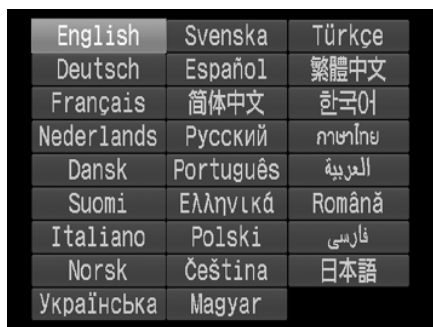 English Svenska Türkçe
Deutsch Español 繁體中文
Français 简体中文 한국어
Nederlands Русский ภาษาไทย
Dansk Português العربية
Suomi Ελληνικά Română
Italiano Polski فارسی
Norsk Čeština 日本語
Українська Magyar